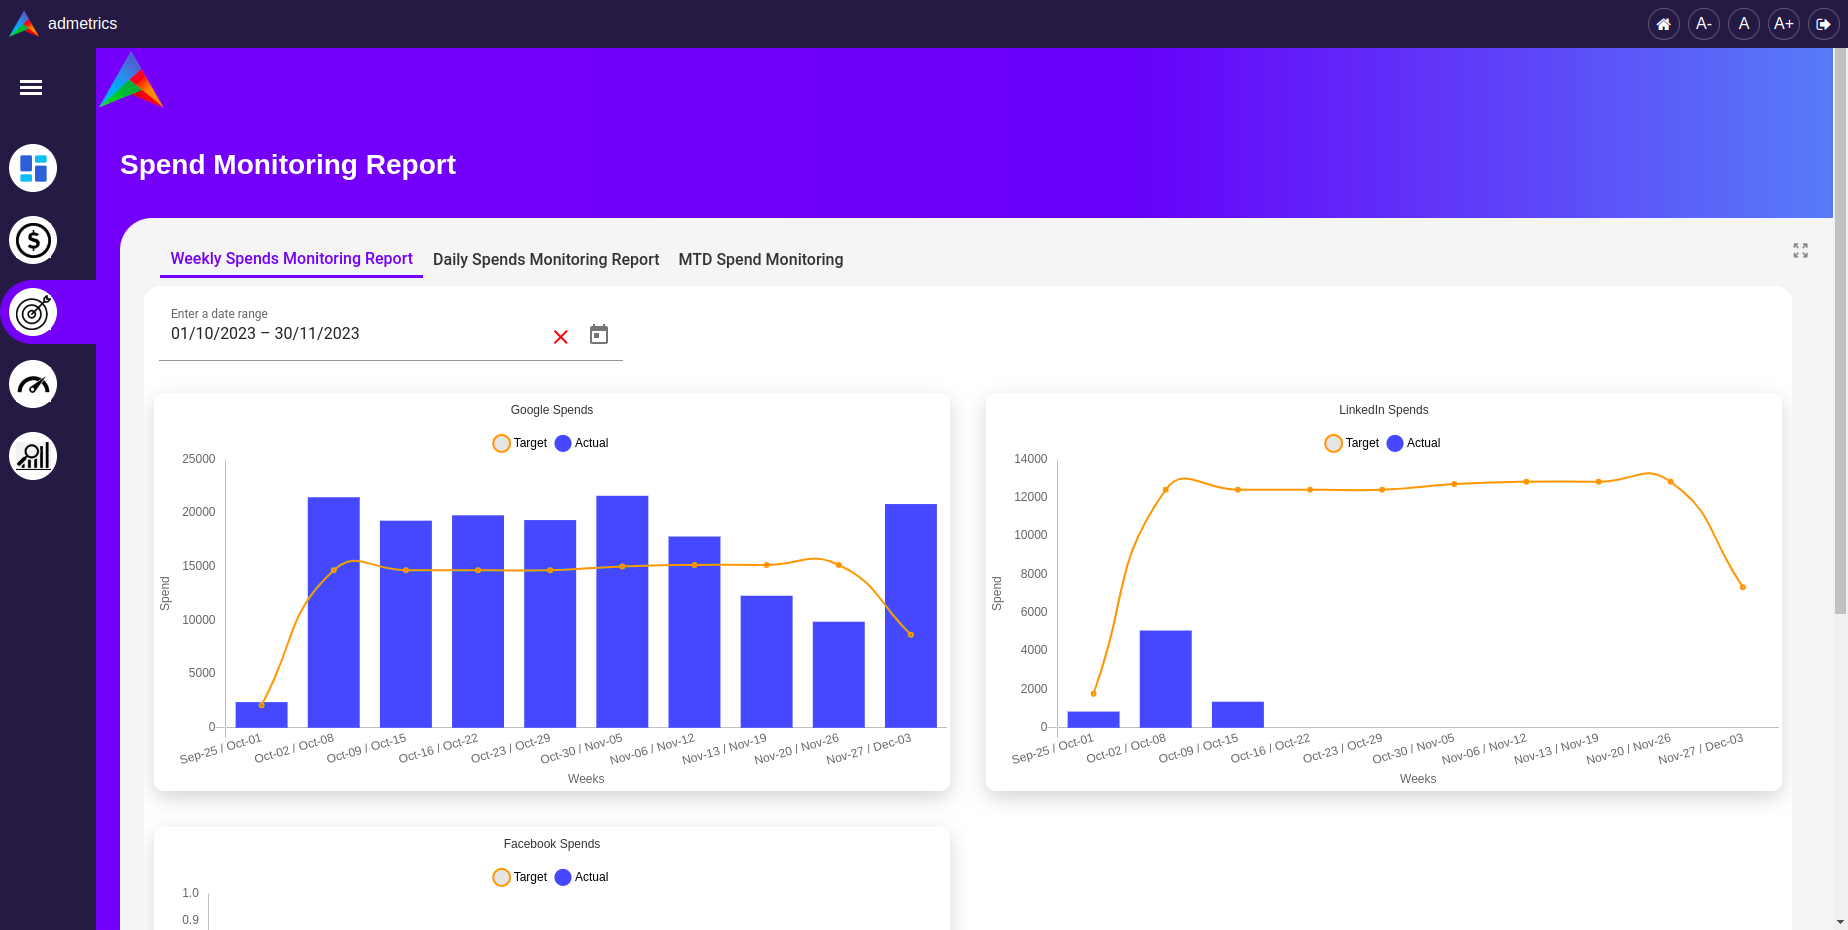 admetrics
A-
A
A+
Spend Monitoring Report
Weekly Spends Monitoring Report
Daily Spends Monitoring Report
MTD Spend Monitoring
Enter a date range
01/10/2023 – 30/11/2023
Google Spends
Target
Actual
25000
20000
15000
10000
5000
0
Spend
Sep-25 / Oct-01
Oct-02 / Oct-08
Oct-09 / Oct-15
Oct-16 / Oct-22
Oct-23 / Oct-29
Oct-30 / Nov-05
Nov-06 / Nov-12
Nov-13 / Nov-19
Nov-20 / Nov-26
Nov-27 / Dec-03
Weeks
LinkedIn Spends
Target
Actual
14000
12000
10000
8000
6000
4000
2000
0
Spend
Sep-25 / Oct-01
Oct-02 / Oct-08
Oct-09 / Oct-15
Oct-16 / Oct-22
Oct-23 / Oct-29
Oct-30 / Nov-05
Nov-06 / Nov-12
Nov-13 / Nov-19
Nov-20 / Nov-26
Nov-27 / Dec-03
Weeks
Facebook Spends
Target
Actual
1.0
0.9